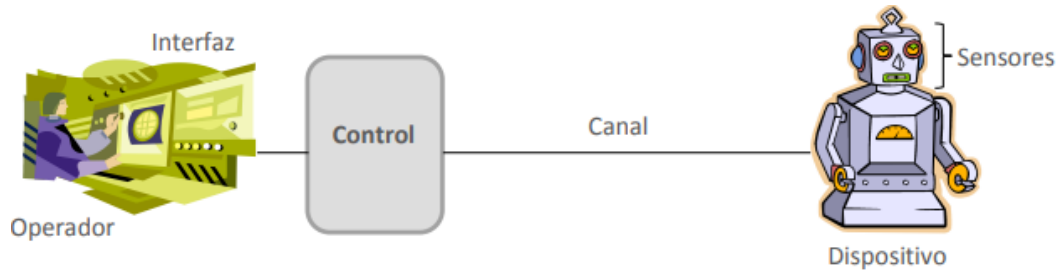 Interfaz
Sensores
Control
Canal
Operador
Dispositivo